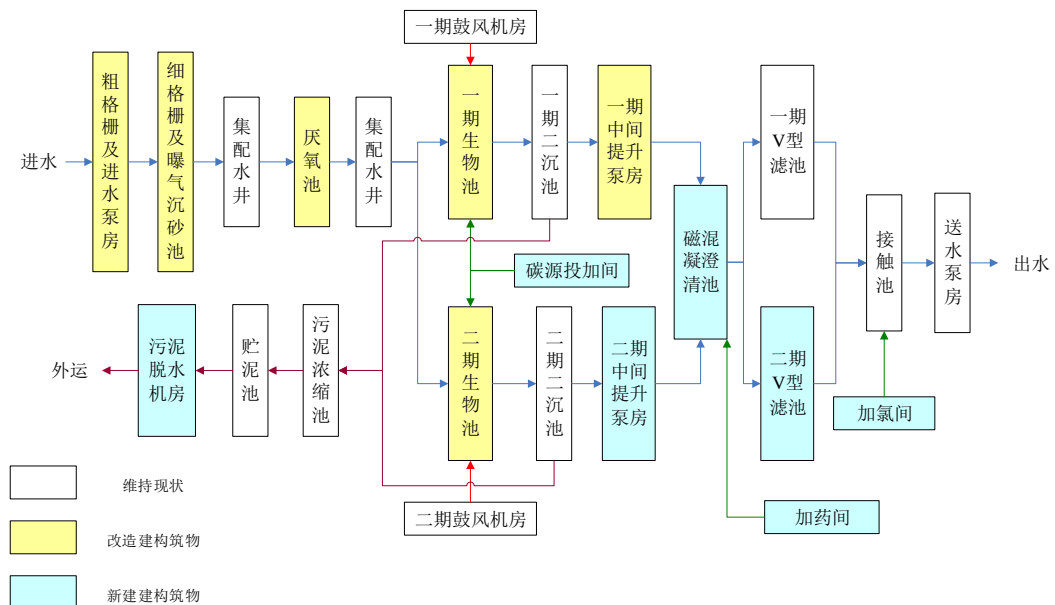 一期鼓风机房
进水
粗格栅及进水泵房
细格栅及曝气沉砂池
集配水井
厌氧池
集配水井
一期生物池
一期二沉池
一期
中间
提升
泵房
磁混
凝澄
清池
一期
V型
滤池
接触池
送水泵房
出水
碳源投加间
外运
污泥
脱水
机房
贮泥池
污泥浓缩池
二期生物池
二期二沉池
二期
中间
提升
泵房
二期
V型
滤池
加氯间
二期鼓风机房
加药间
维持现状
改造建构筑物
新建建构筑物